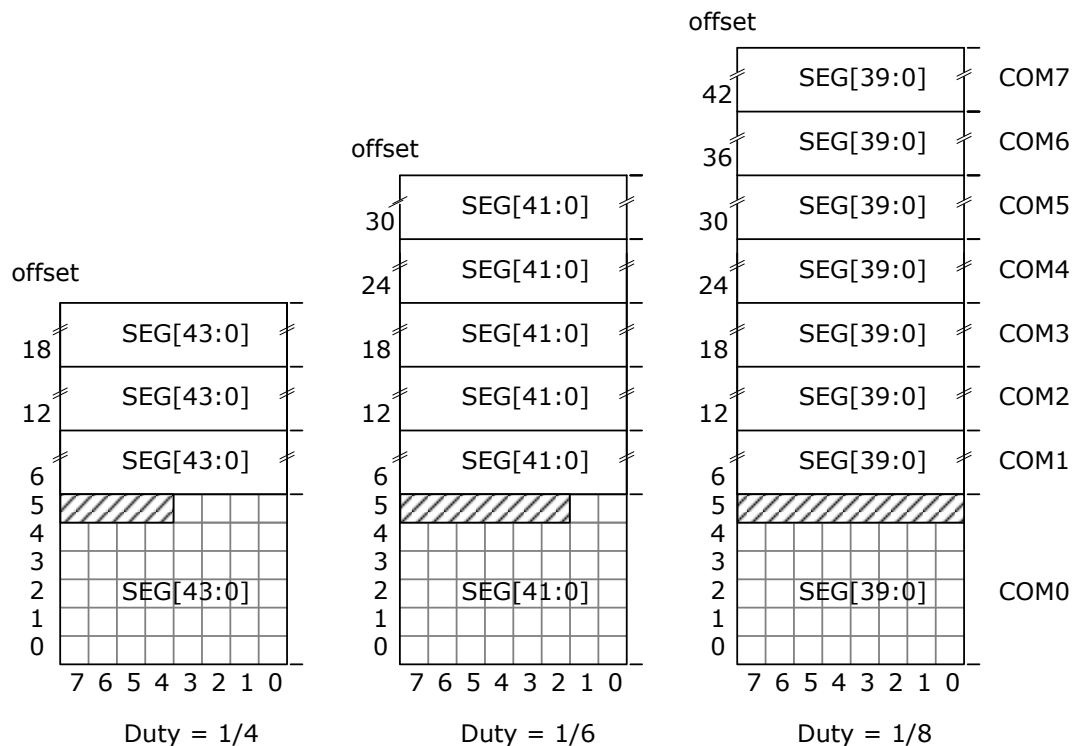 offset
42 SEG[39:0] COM7
offset
36 SEG[39:0] COM6
30 SEG[41:0] 30 SEG[39:0] COM5
offset
24 SEG[41:0] 24 SEG[39:0] COM4
18 SEG[43:0] 18 SEG[41:0] 18 SEG[39:0] COM3
12 SEG[43:0] 12 SEG[41:0] 12 SEG[39:0] COM2
6 SEG[43:0] 6 SEG[41:0] 6 SEG[39:0] COM1
5 5 5
4 4 4
3 3 3
2 SEG[43:0] 2 SEG[41:0] 2 SEG[39:0] COM0
1 1 1
0 0 0
7 6 5 4 3 2 1 0 7 6 5 4 3 2 1 0 7 6 5 4 3 2 1 0
Duty = 1/4 Duty = 1/6 Duty = 1/8